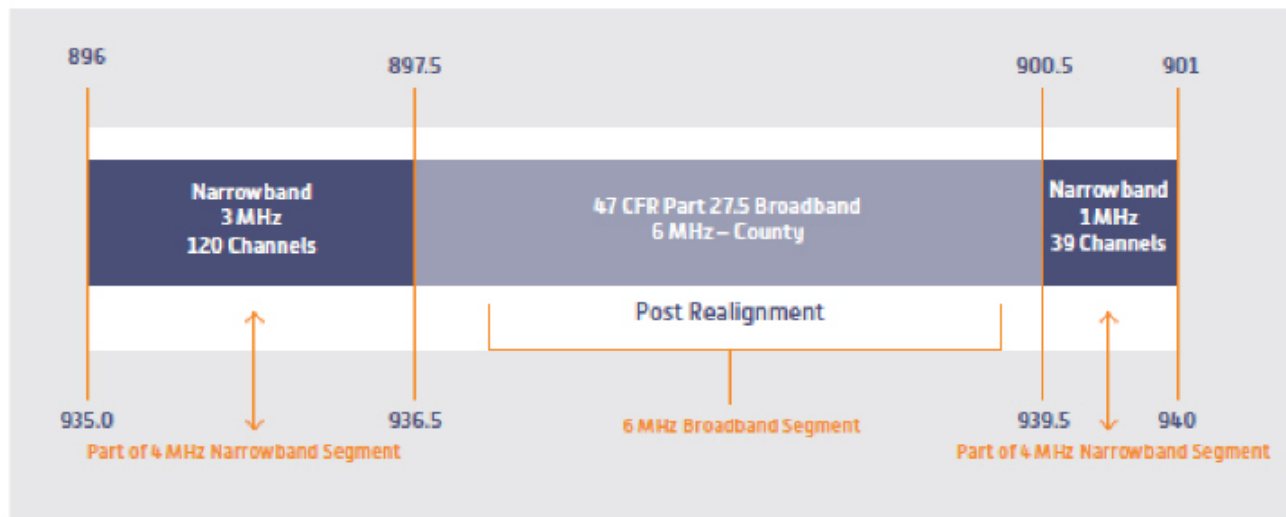 896
897.5
900.5
901
Narrowband
3 MHz
120 Channels
47 CFR Part 27.5 Broadband
6 MHz – County
Narrowband
1 MHz
39 Channels
Post Realignment
935.0
936.5
6 MHz Broadband Segment
939.5
940
Part of 4 MHz Narrowband Segment
Part of 4 MHz Narrowband Segment